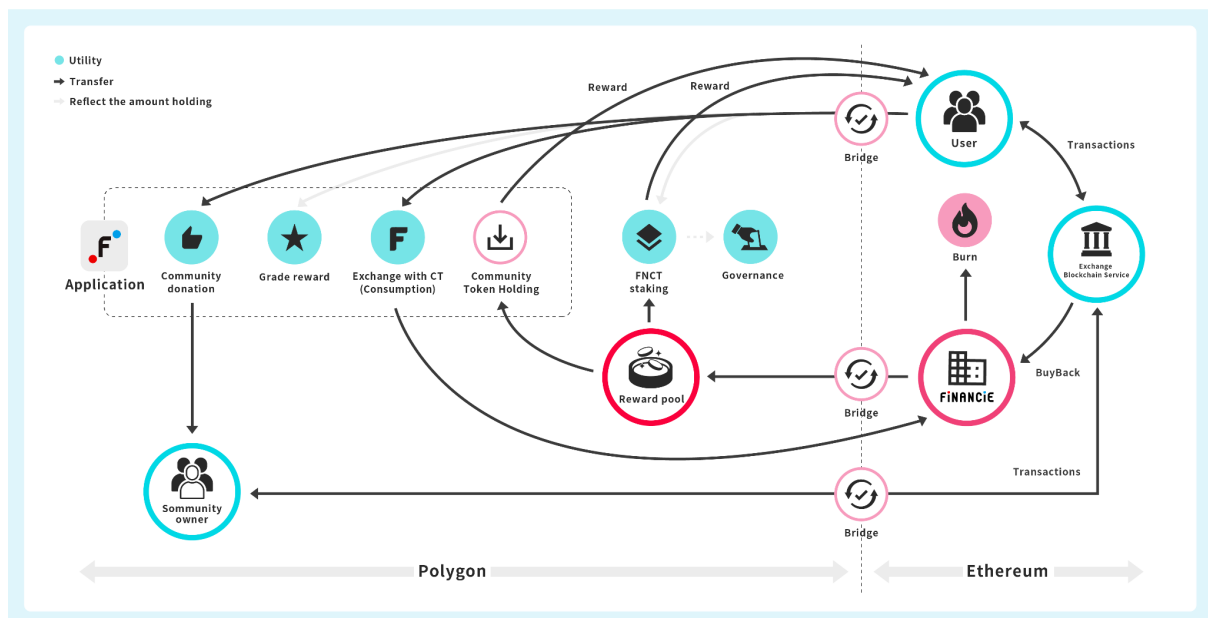 Utility
Transfer
Reflect the amount holding
Reward
Reward
Bridge
User
Transactions
Application
F
Community
donation
Grade reward
F
Exchange with CT
(Consumption)
Community
Token Holding
FNCT
staking
Governance
Burn
Exchange
Blockchain Service
Reward pool
Bridge
FiNANCiE
BuyBack
Sommunity
owner
Transactions
Bridge
Polygon
Ethereum